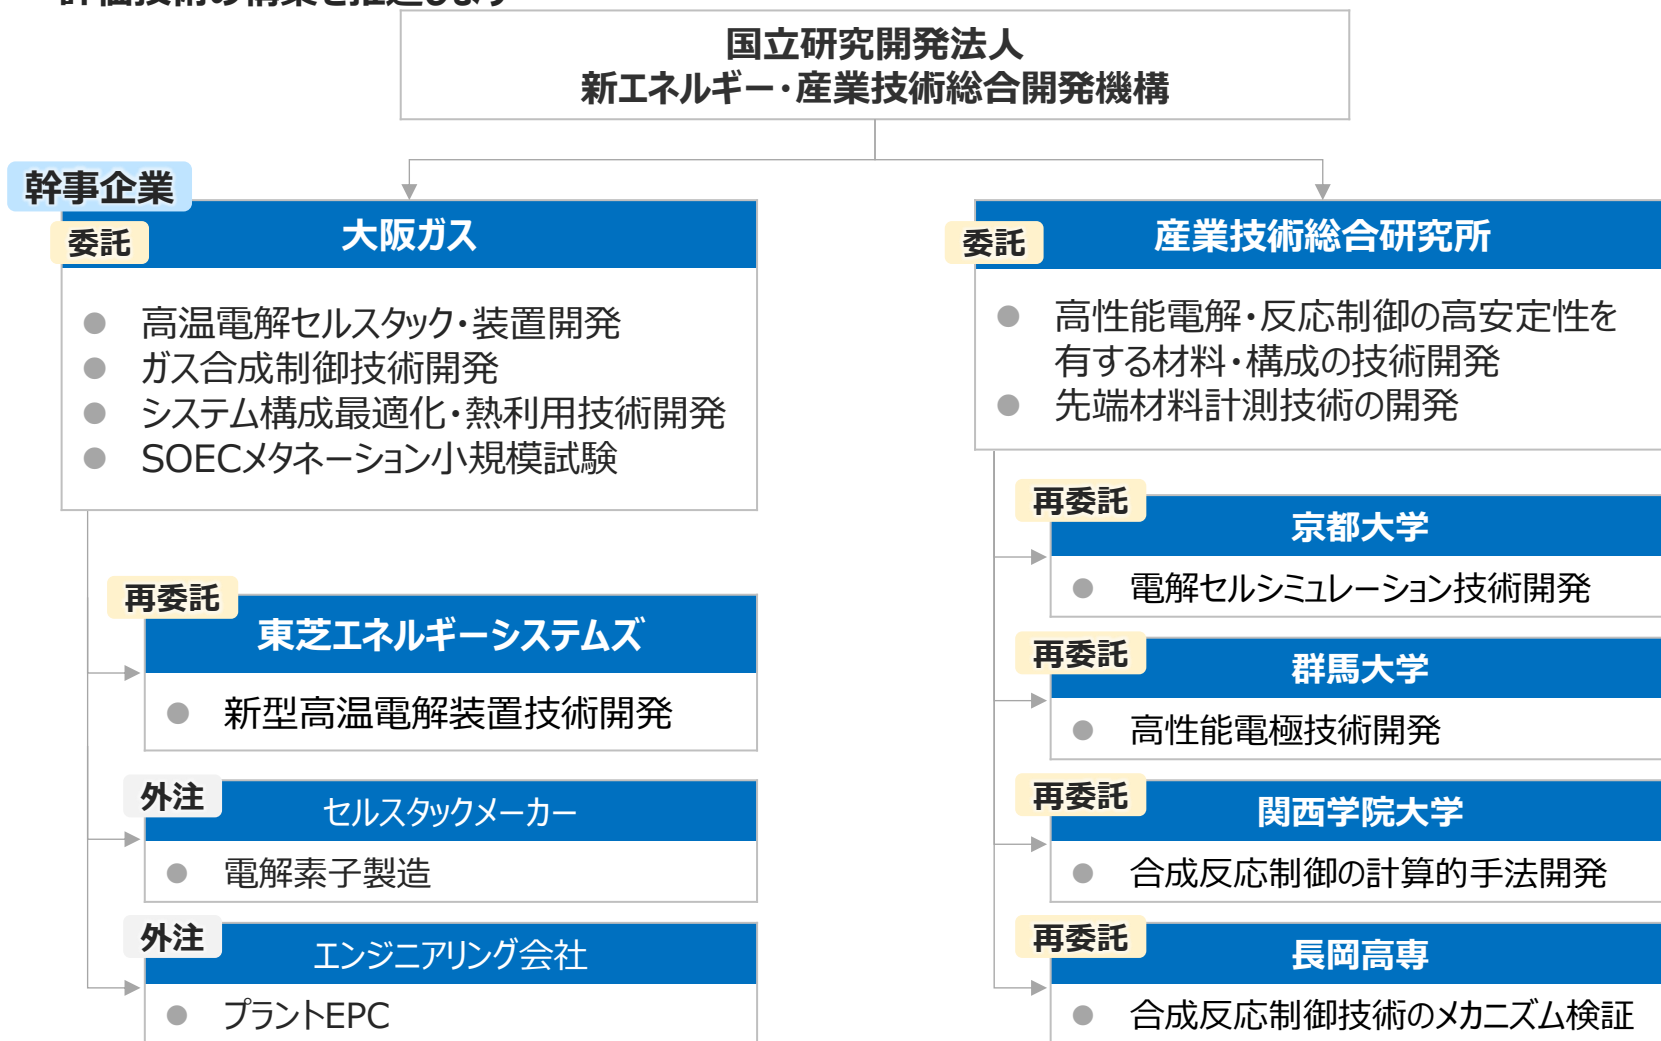 評価技術の構築を推進します
国立研究開発法人
新エネルギー・産業技術総合開発機構
幹事企業
委託
大阪ガス
● 高温電解セルスタック・装置開発
● ガス合成制御技術開発
● システム構成最適化・熱利用技術開発
● SOECメタネーション小規模試験
再委託
東芝エネルギーシステムズ
● 新型高温電解装置技術開発
外注
セルスタックメーカー
● 電解素子製造
外注
エンジニアリング会社
● プラントEPC
委託
産業技術総合研究所
● 高性能電解・反応制御の高安定性を
有する材料・構成の技術開発
● 先端材料計測技術の開発
再委託
京都大学
● 電解セルシミュレーション技術開発
再委託
群馬大学
● 高性能電極技術開発
再委託
関西学院大学
● 合成反応制御の計算的手法開発
再委託
長岡高専
● 合成反応制御技術のメカニズム検証